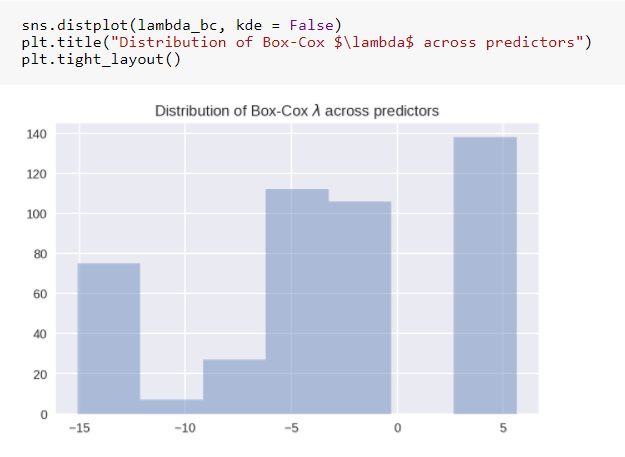 sns.distplot(lambda_bc, kde = False)
plt.title("Distribution of Box-Cox $\lambda$ across predictors")
plt.tight_layout()
Distribution of Box-Cox λ across predictors
140
120
100
80
60
40
20
0
−15 −10 −5 0 5